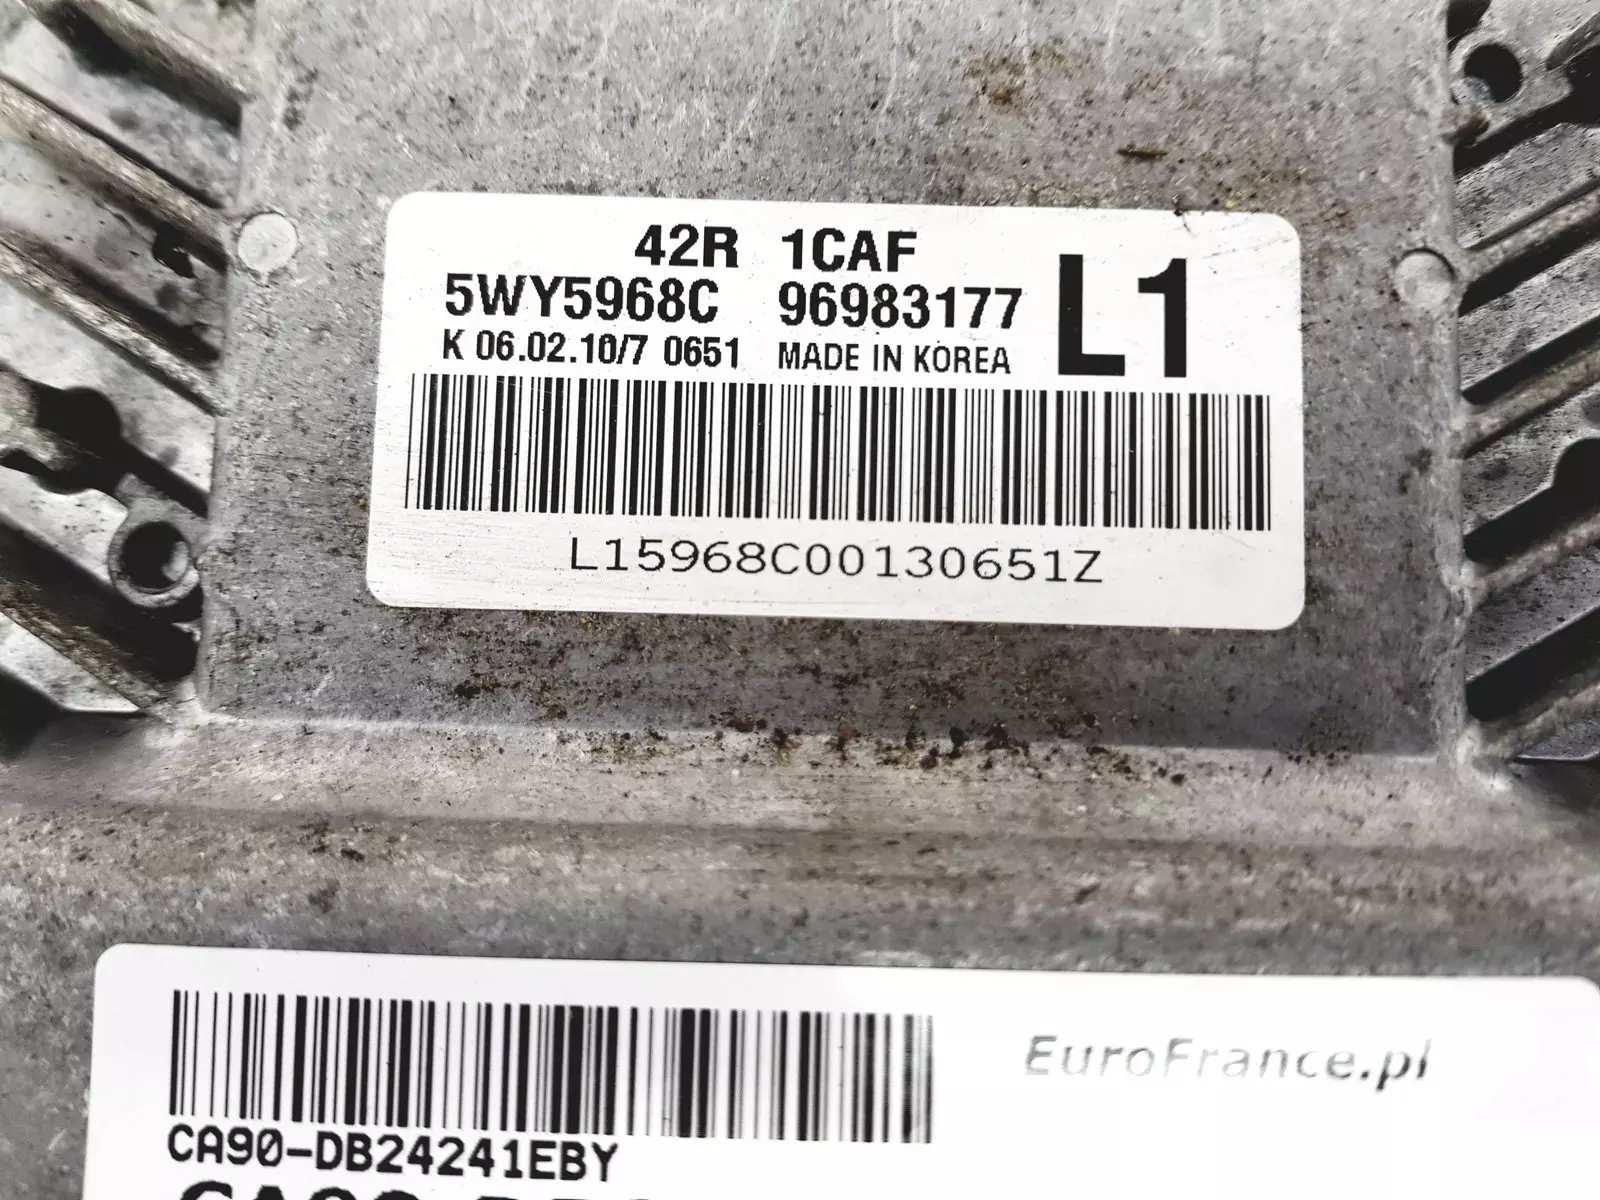 42R 1CAF
5WY5968C 96983177 L1
K 06.02.10/7 0651 MADE IN KOREA
L15968C00130651Z
EuroFrance.pl
CA90-DB24241EBY